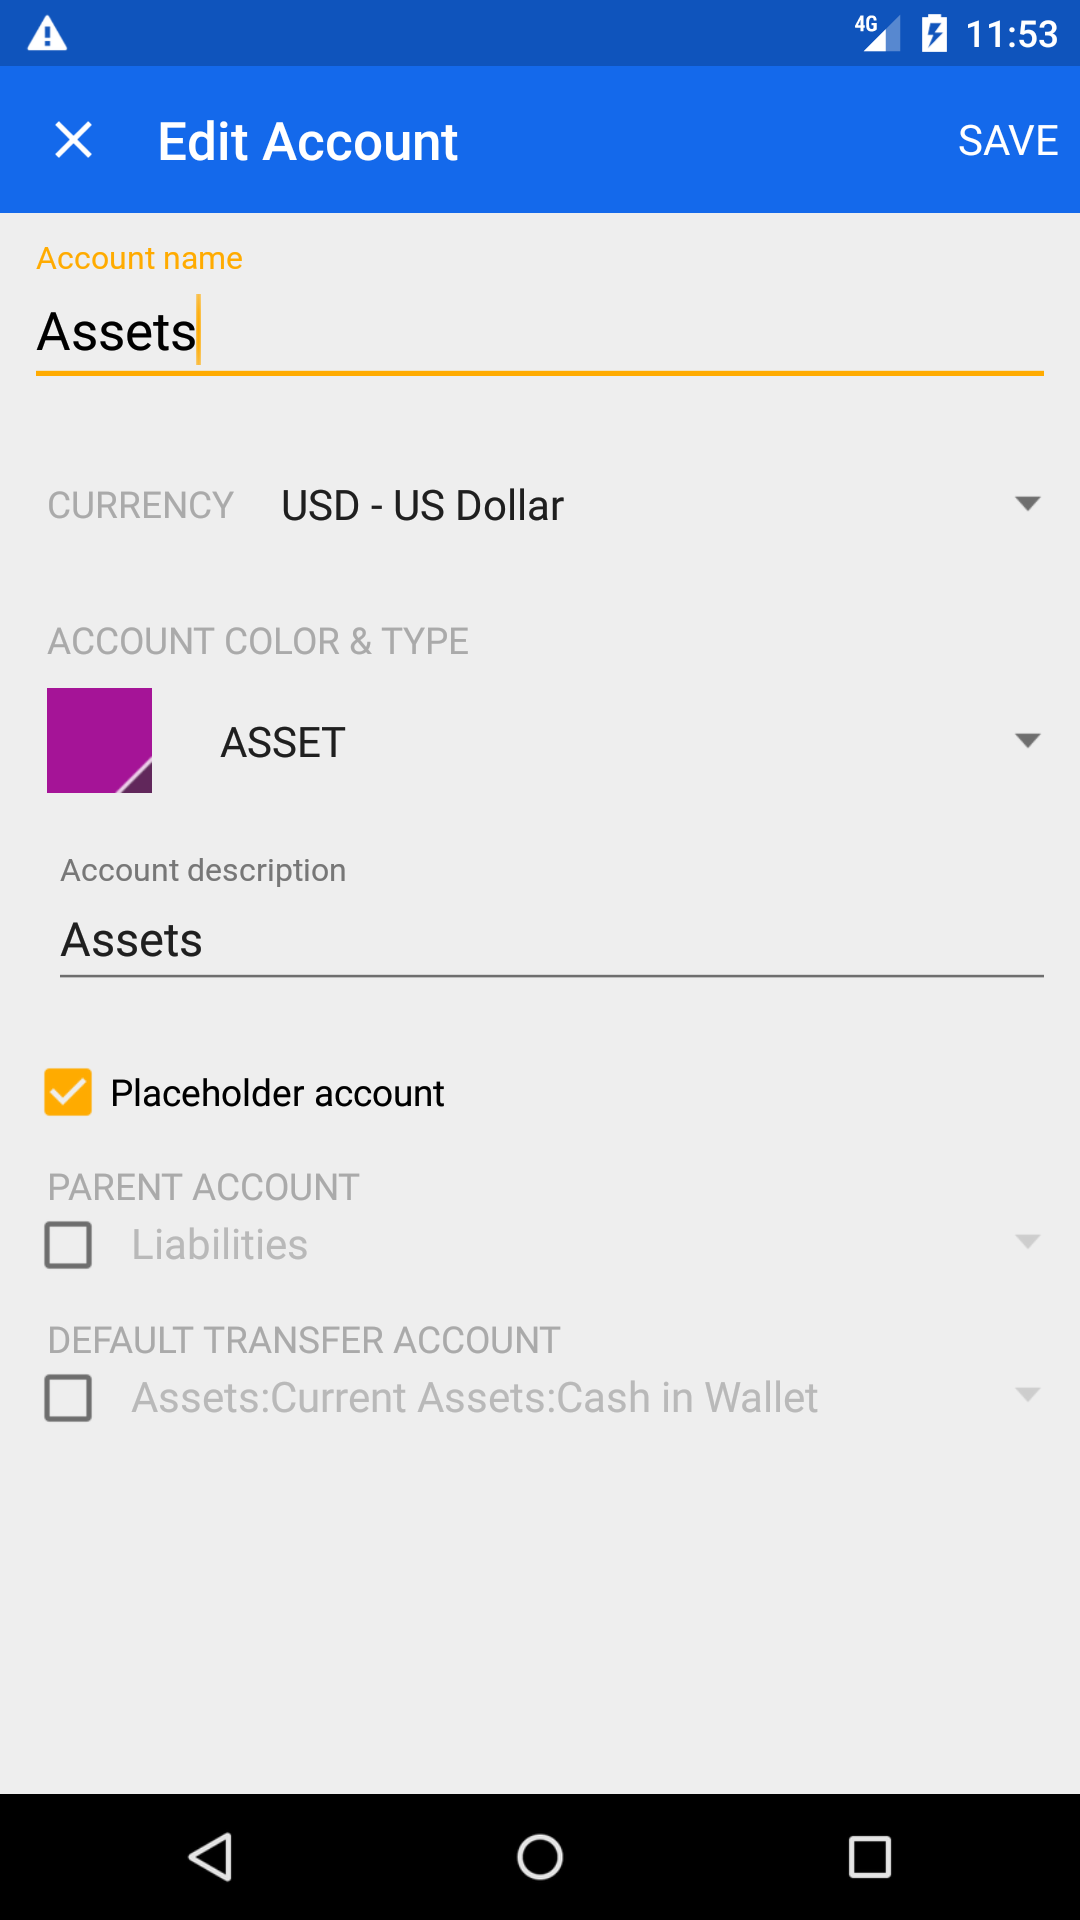 4G 11:53
Edit Account SAVE
Account name
Assets
CURRENCY USD - US Dollar
ACCOUNT COLOR & TYPE
ASSET
Account description
Assets
Placeholder account
PARENT ACCOUNT
Liabilities
DEFAULT TRANSFER ACCOUNT
Assets:Current Assets:Cash in Wallet